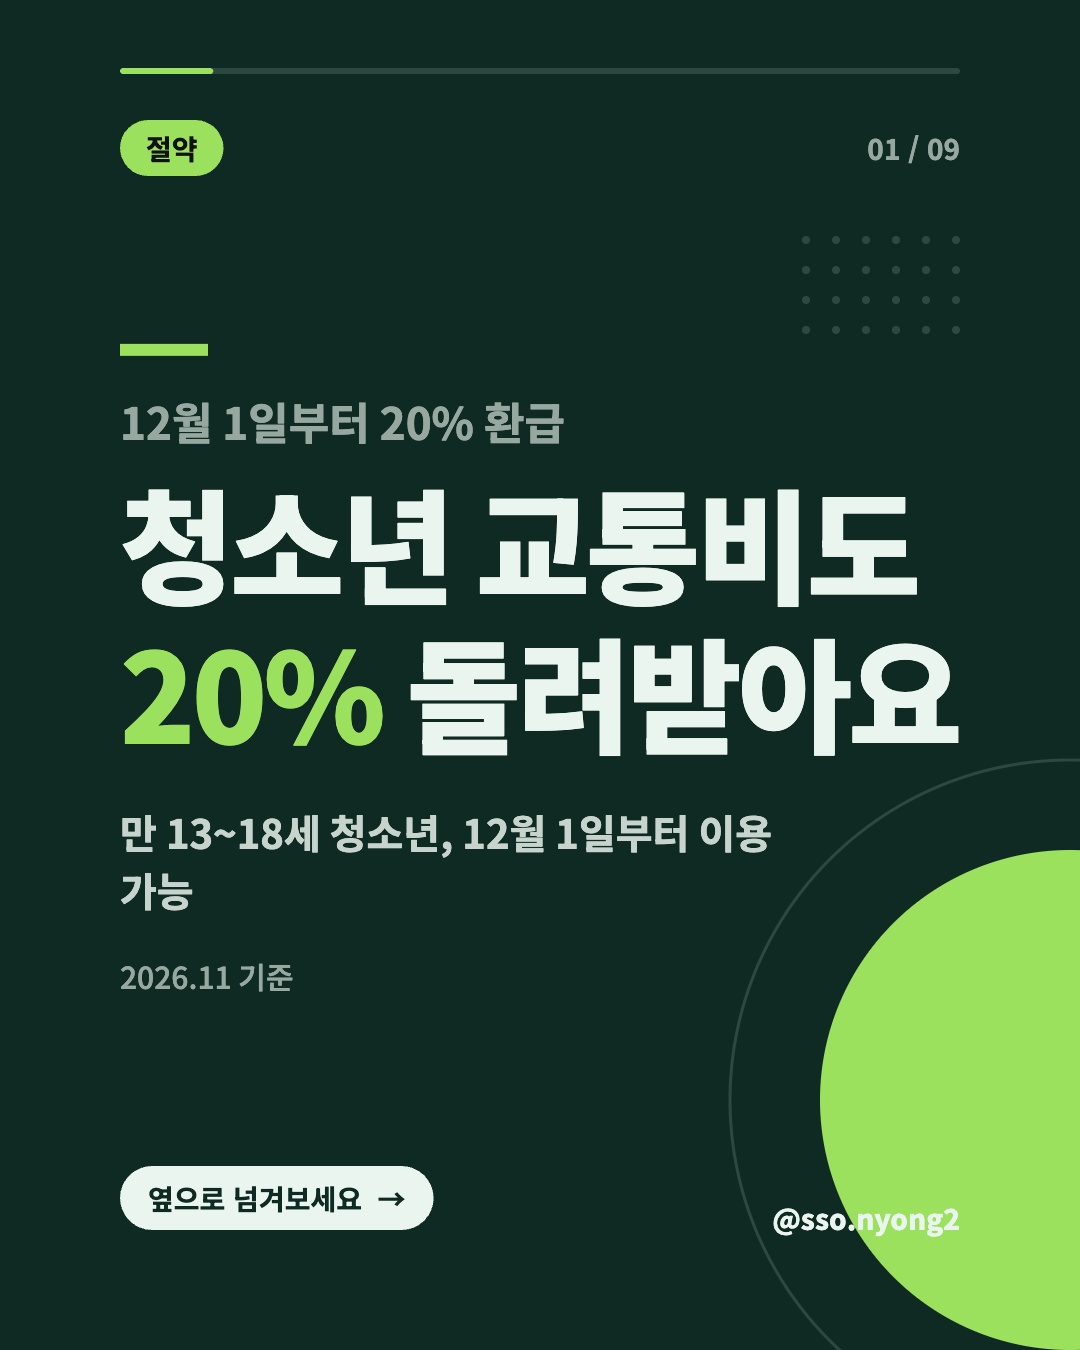 절약
01 / 09
12월 1일부터 20% 환급
청소년 교통비도
20% 돌려받아요
만 13~18세 청소년, 12월 1일부터 이용
가능
2026.11 기준
옆으로 넘겨보세요 →
@sso.nyong2